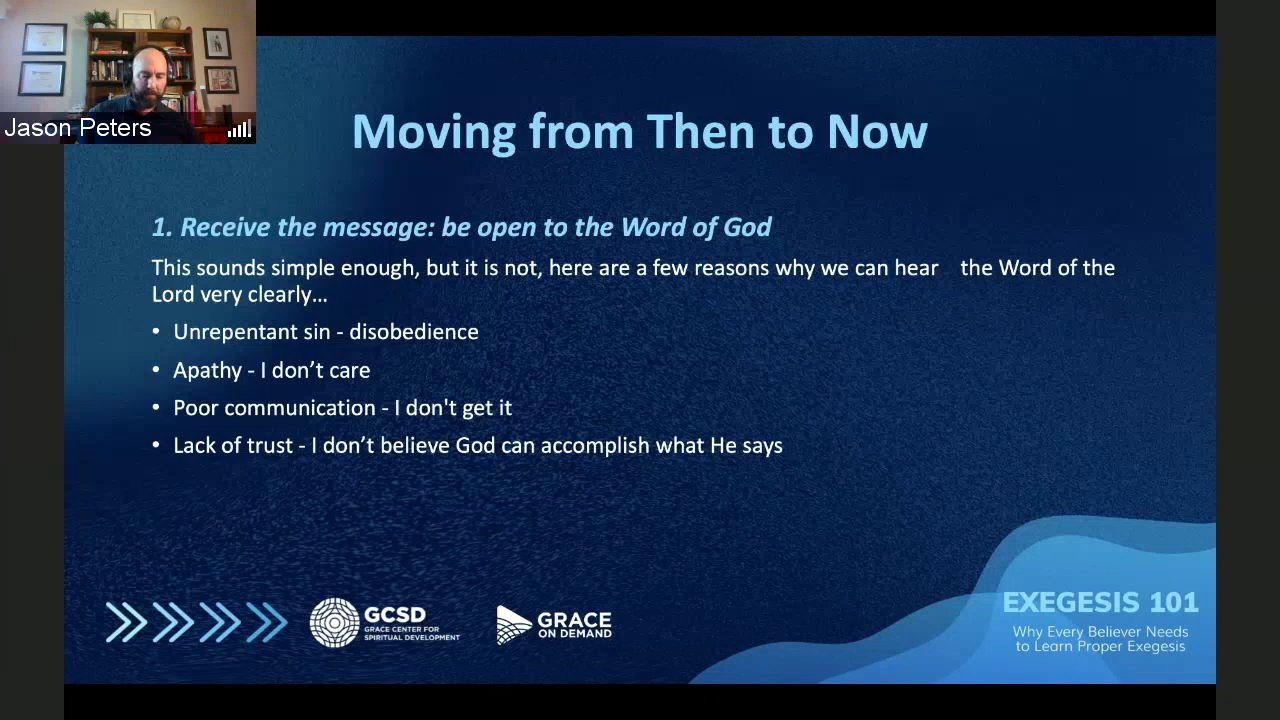 Jason Peters
Moving from Then to Now
1. Receive the message: be open to the Word of God
This sounds simple enough, but it is not, here are a few reasons why we can hear the Word of the
Lord very clearly…
• Unrepentant sin - disobedience
• Apathy - I don’t care
• Poor communication - I don't get it
• Lack of trust - I don’t believe God can accomplish what He says
GCSD
GRACE CENTER FOR
SPIRITUAL DEVELOPMENT
GRACE
ON DEMAND
EXEGESIS 101
Why Every Believer Needs
to Learn Proper Exegesis